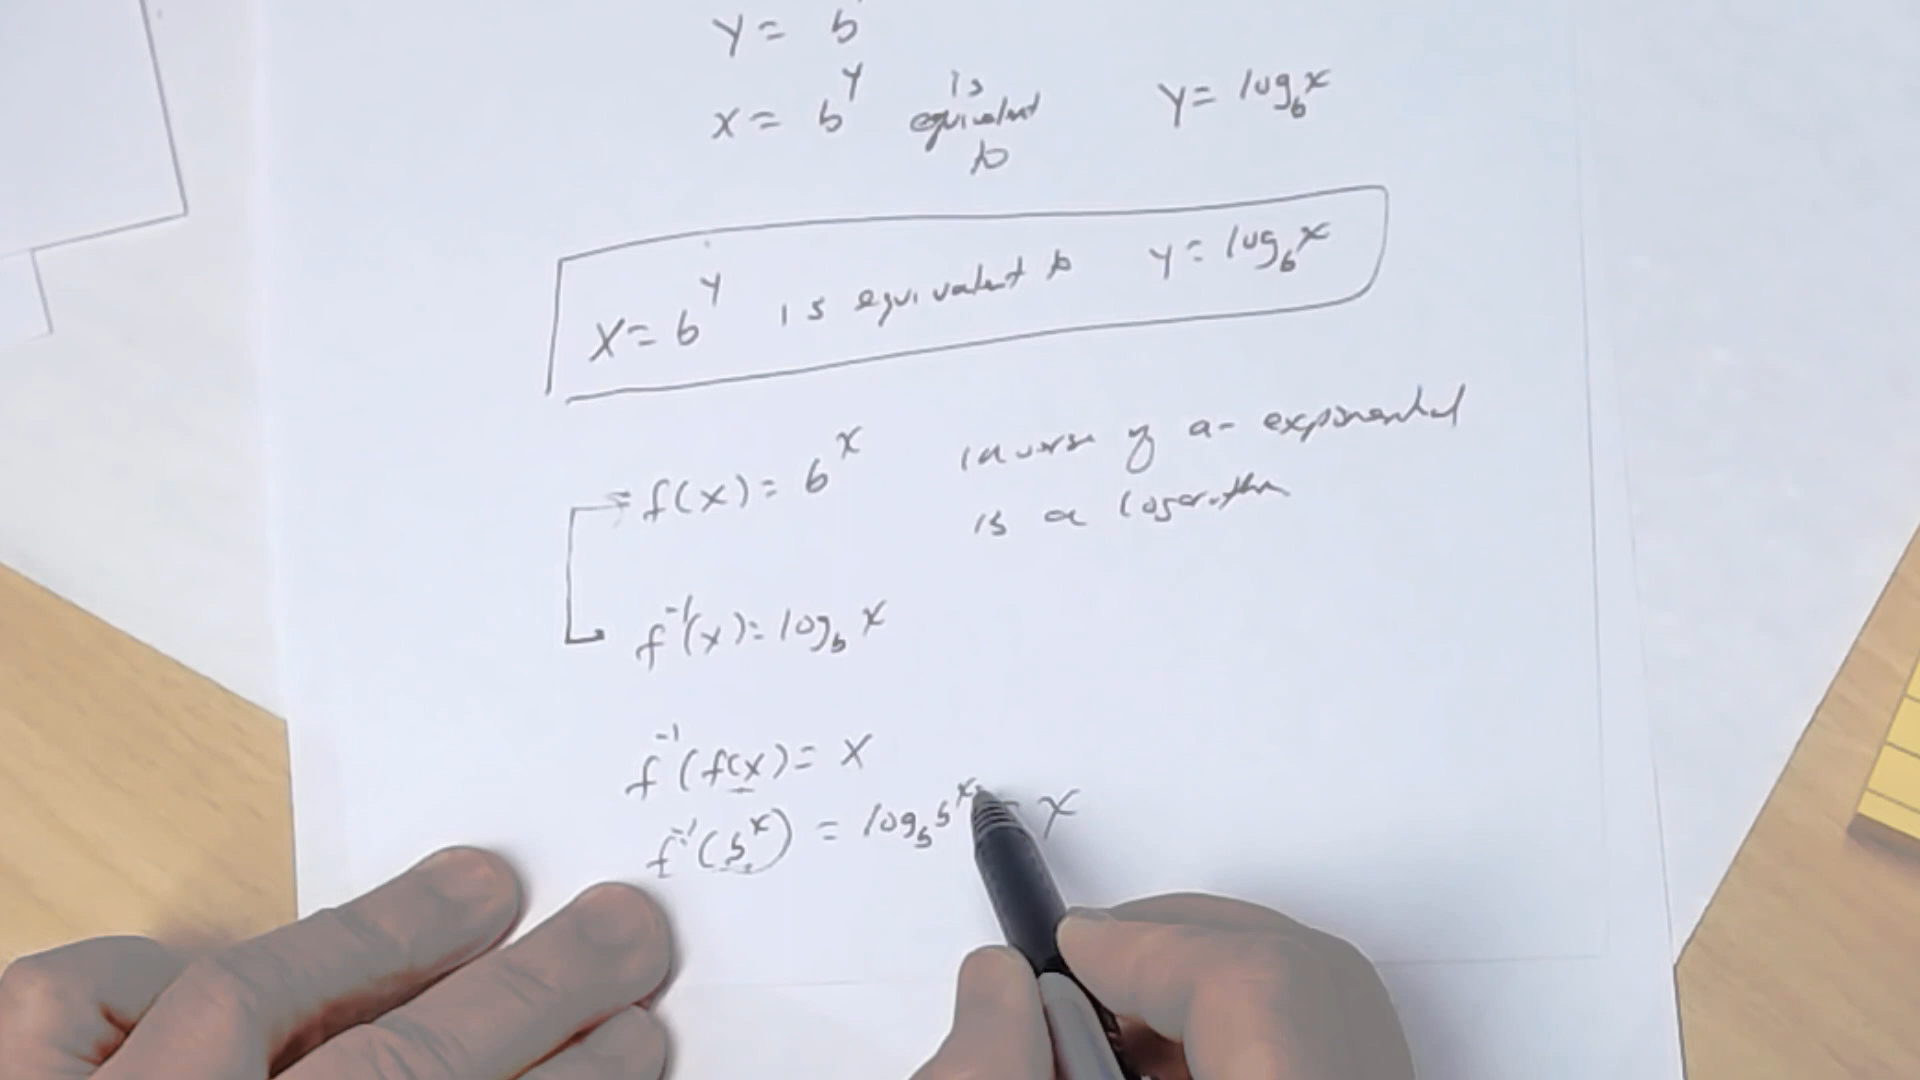 y = b
x = b^y is equivalent to y = log_b x
x = b^y is equivalent to y = log_b x
f(x) = b^x inverse of an exponential
is a logarithm
f^-1(x) = log_b x
f^-1(f(x) = x
f^-1(b^x) = log_b b^x = x